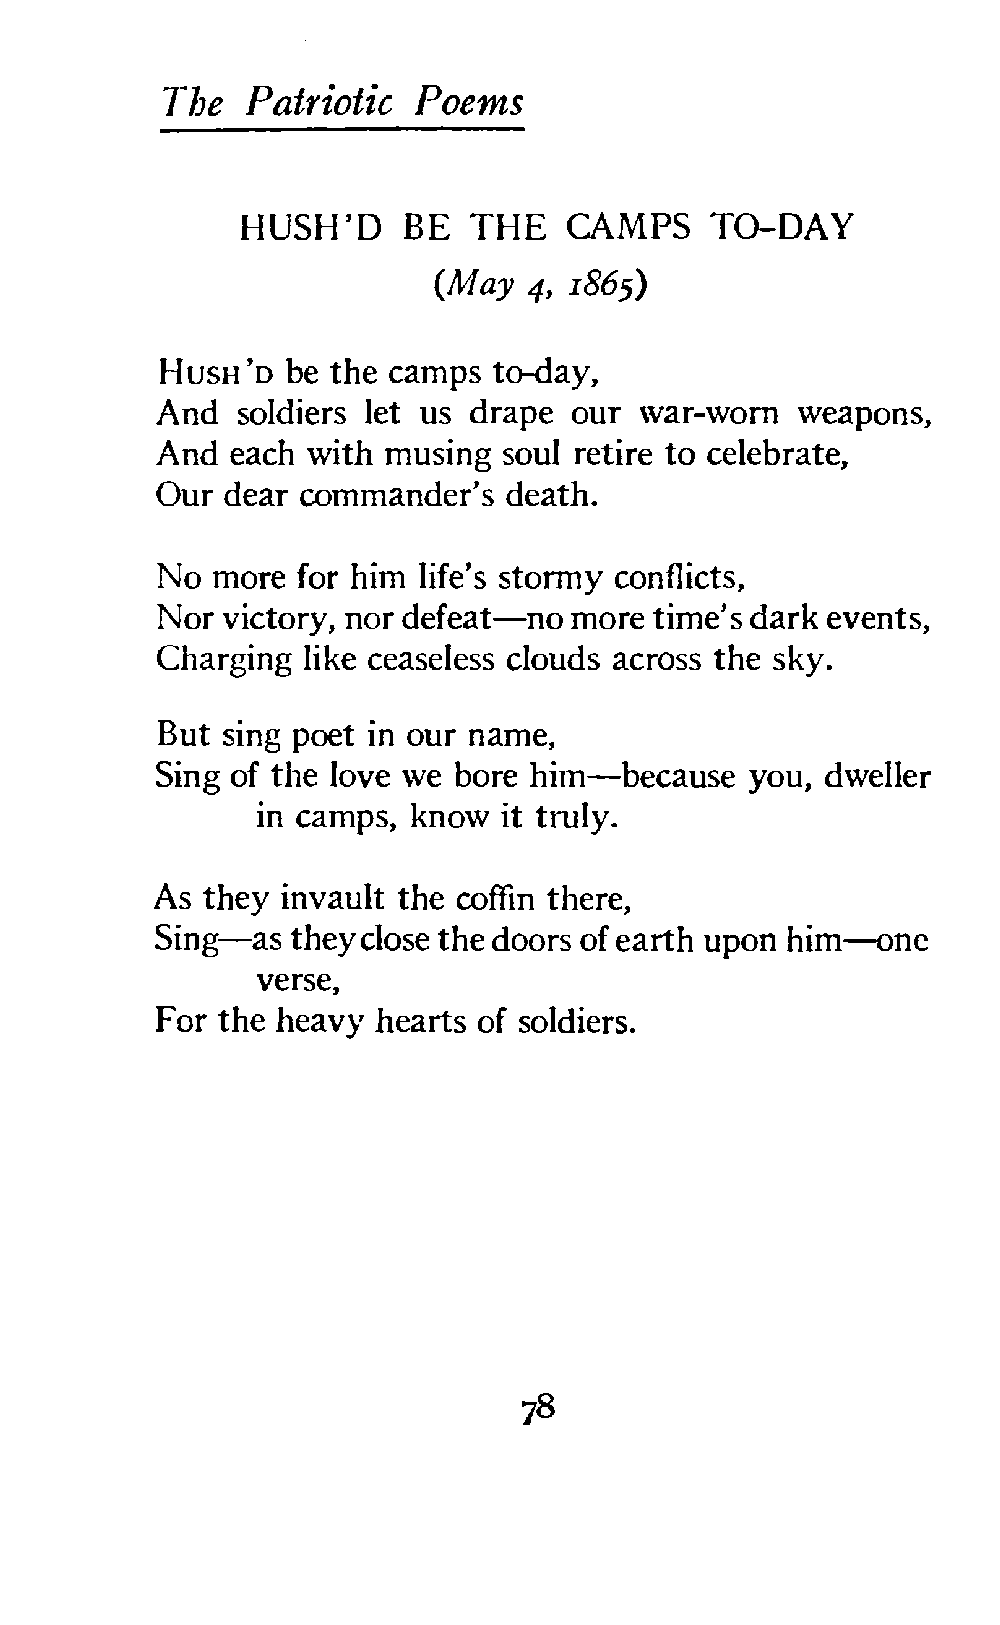 The Patriotic Poems
HUSH'D BE THE CAMPS TO-DAY
(May 4, 1865)
HUSH'D be the camps to-day,
And soldiers let us drape our war-worn weapons,
And each with musing soul retire to celebrate,
Our dear commander's death.
No more for him life's stormy conflicts,
Nor victory, nor defeat—no more time's dark events,
Charging like ceaseless clouds across the sky.
But sing poet in our name,
Sing of the love we bore him—because you, dweller
in camps, know it truly.
As they invault the coffin there,
Sing—as they close the doors of earth upon him—one
verse,
For the heavy hearts of soldiers.
78